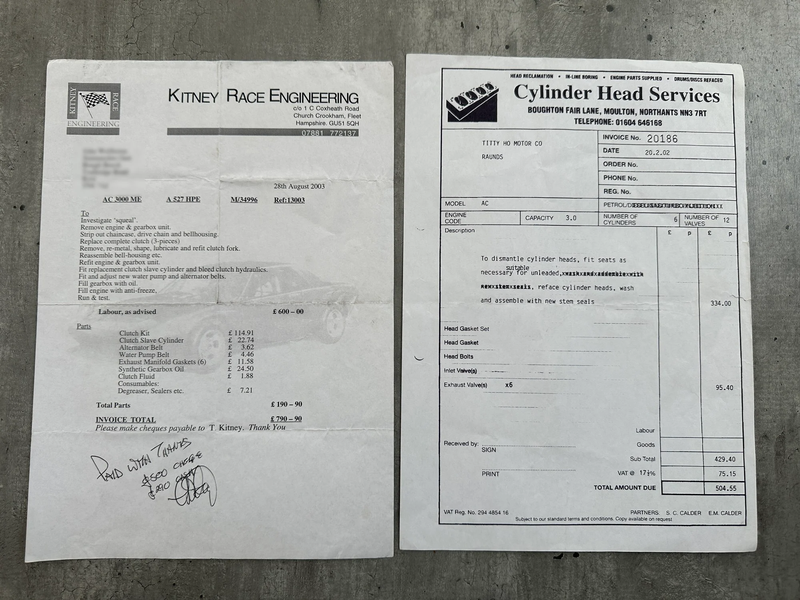 KITNEY
RACE
ENGINEERING
KITNEY RACE ENGINEERING
c/o 1 C Coxheath Road
Church Crookham, Fleet
Hampshire. GU51 5QH
07881 772137
28th August 2003
AC 3000 ME A 527 HPE M/34996 Ref:13003
To
Investigate 'squeal'.
Remove engine & gearbox unit.
Strip out chaincase, drive chain and bellhousing.
Replace complete clutch (3-pieces)
Remove, re-metal, shape, lubricate and refit clutch fork.
Reassemble bell-housing etc.
Refit engine & gearbox unit.
Fit replacement clutch slave cylinder and bleed clutch hydraulics.
Fit and adjust new water pump and alternator belts.
Fill gearbox with oil.
Fill engine with anti-freeze.
Run & test.
Labour, as advised £ 600-00
Parts
Clutch Kit £ 114.91
Clutch Slave Cylinder £ 22.74
Alternator Belt £ 3.62
Water Pump Belt £ 4.46
Exhaust Manifold Gaskets (6) £ 11.58
Synthetic Gearbox Oil £ 24.50
Clutch Fluid £ 1.88
Consumables:
Degreaser, Sealers etc. £ 7.21
Total Parts £ 190-90
INVOICE TOTAL £ 790-90
Please make cheques payable to T Kitney, Thank You
PAID WITH THANKS
£500 CHEQUE
£290 CASH
HEAD RECLAMATION • IN-LINE BORING • ENGINE PARTS SUPPLIED • DRUMS/DISCS REFACED
Cylinder Head Services
BOUGHTON FAIR LANE, MOULTON, NORTHANTS NN3 7RT
TELEPHONE: 01604 646168
TITTY HO MOTOR CO
RAUNDS
INVOICE No. 20186
DATE 20.2.02
ORDER No.
PHONE No.
REG. No.
MODEL AC PETROL/
ENGINE CODE CAPACITY 3.0 NUMBER OF CYLINDERS 6 NUMBER OF VALVES 12
Description £ p £ p
To dismantle cylinder heads, fit seats as
suitable
necessary for unleaded,
reface cylinder heads, wash
and assemble with new stem seals 334.00
Head Gasket Set
Head Gasket
Head Bolts
Inlet Valve(s)
Exhaust Valve(s) x6 95.40
Labour
Received by: Goods
SIGN
Sub Total 429.40
PRINT VAT @ 17½% 75.15
TOTAL AMOUNT DUE 504.55
VAT Reg. No. 294 4854 16 PARTNERS: S. C. CALDER E.M. CALDER
Subject to our standard terms and conditions. Copy available on request